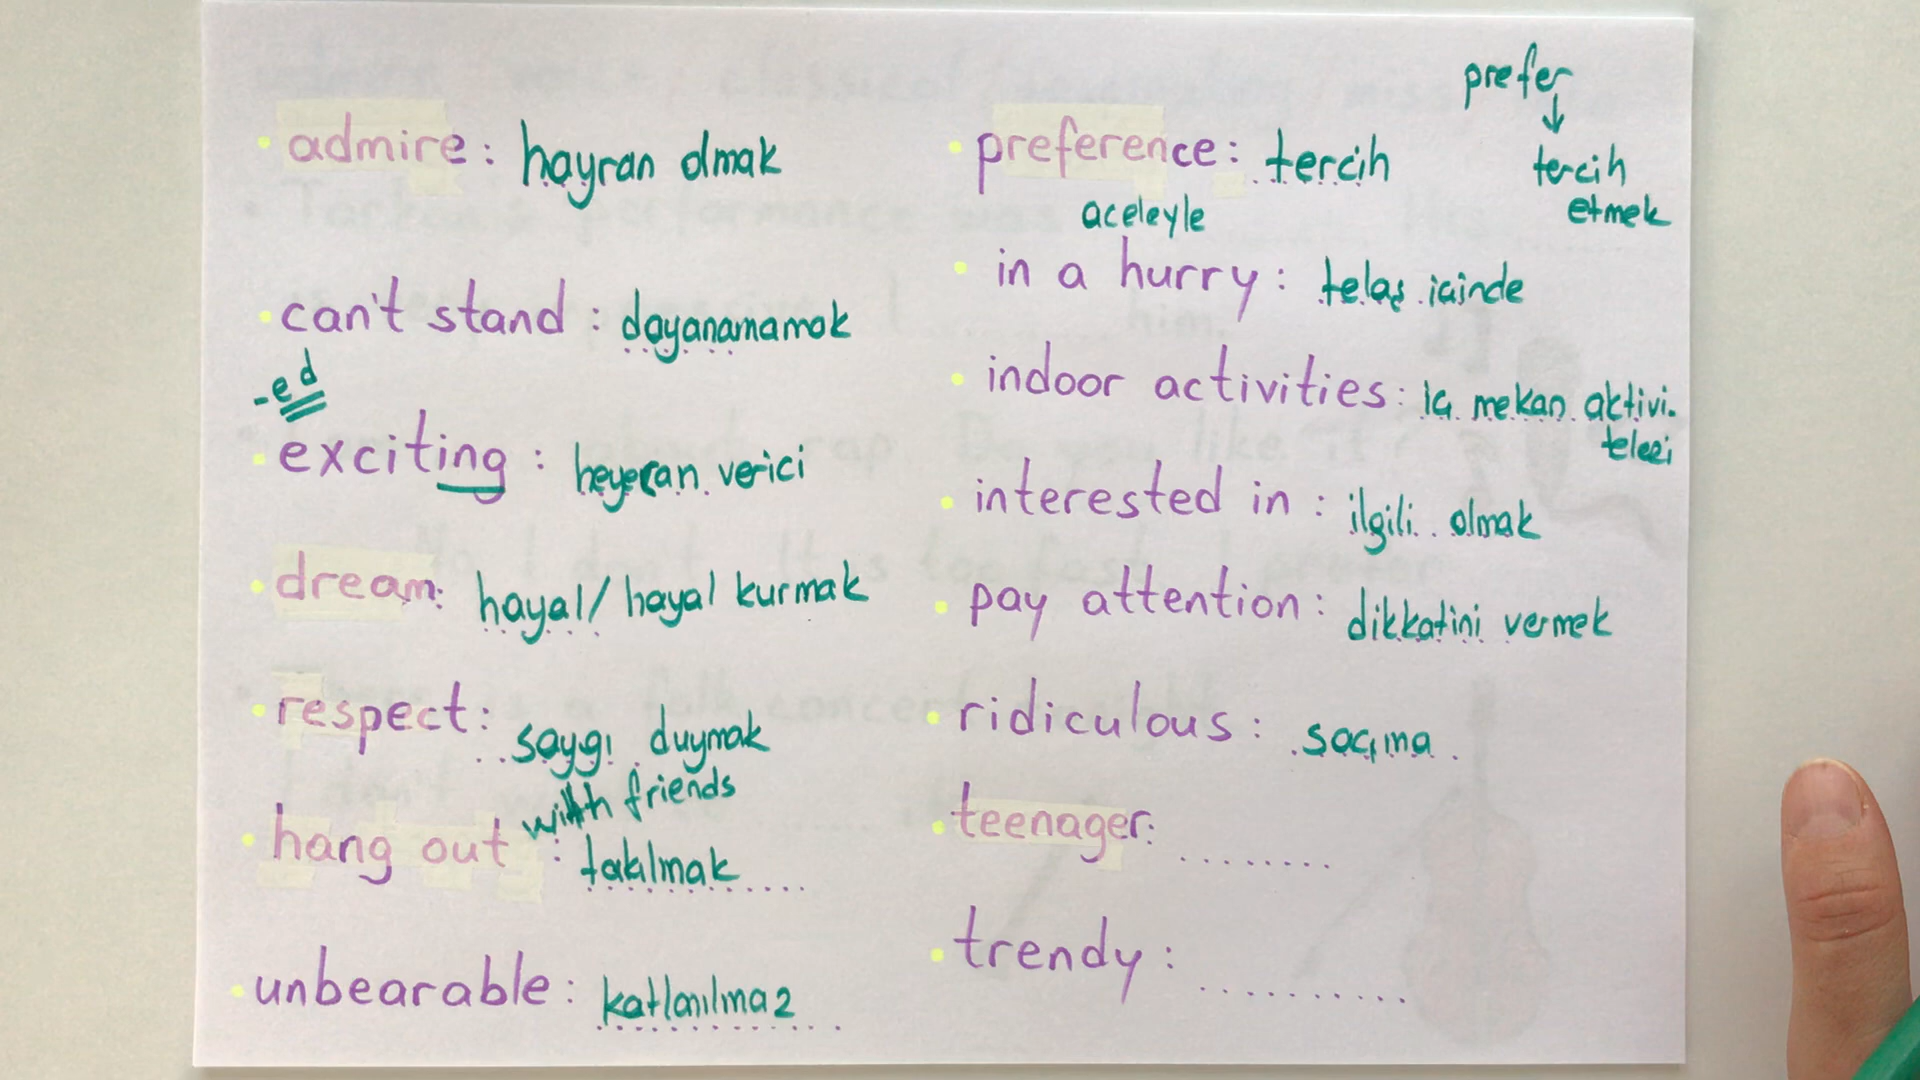 admire: hayran olmak
can't stand: dayanamamak
-ed
exciting: heyecan verici
dream: hayal/ hayal kurmak
respect: saygı duymak
with friends
hang out: takılmak
unbearable: katlanılmaz
prefer
preference: tercih
tercih
etmek
aceleyle
in a hurry: telaş içinde
indoor activities: iç mekan aktivi-
teleri
interested in: ilgili olmak
pay attention: dikkatini vermek
ridiculous: saçma
teenager:
trendy: